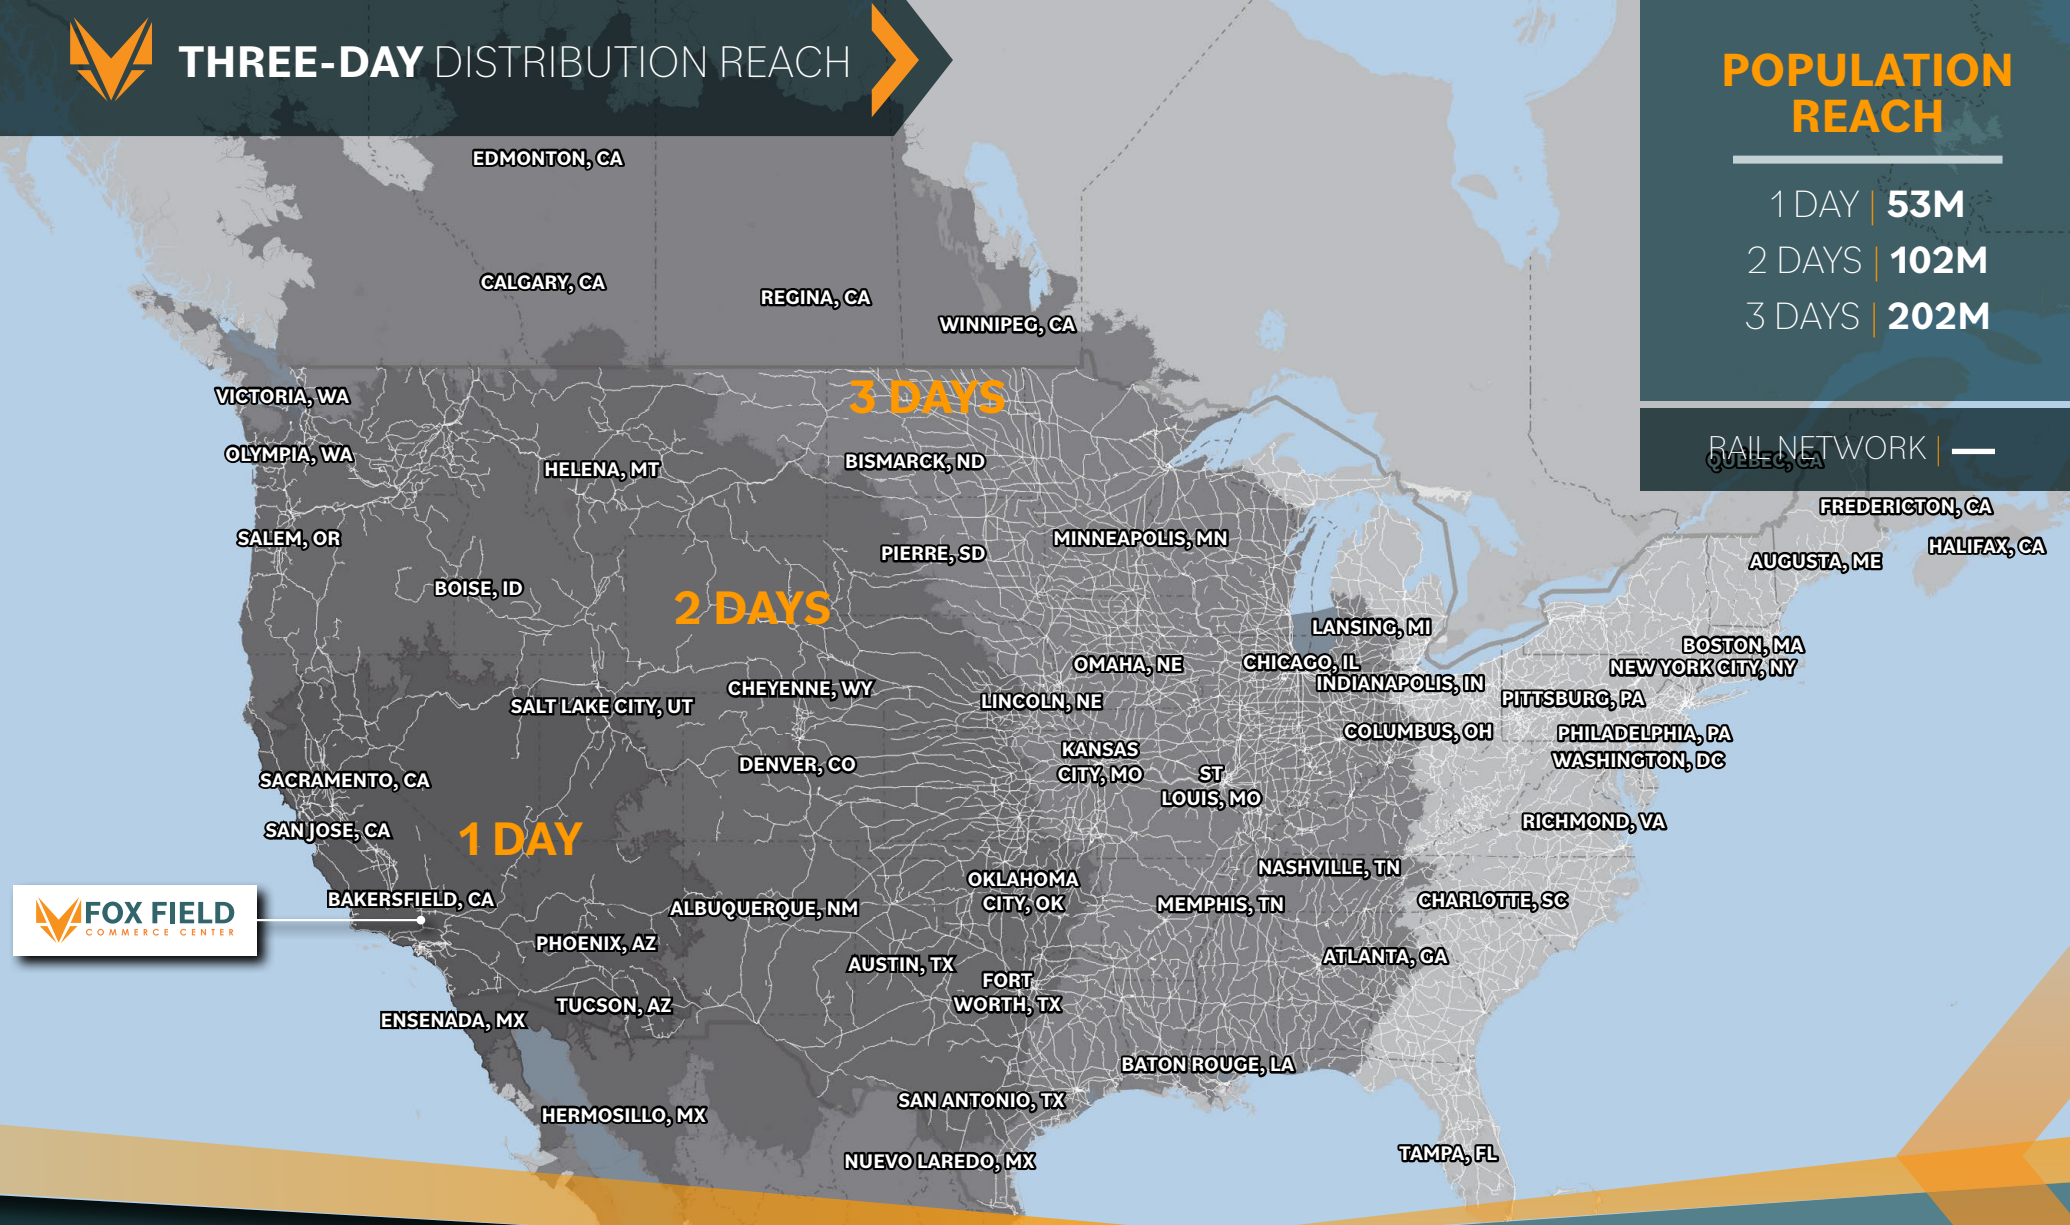 THREE-DAY DISTRIBUTION REACH
POPULATION
REACH
1 DAY | 53M
2 DAYS | 102M
3 DAYS | 202M
RAIL NETWORK |
QUEBEC, CA
EDMONTON, CA
CALGARY, CA
REGINA, CA
WINNIPEG, CA
VICTORIA, WA
3 DAYS
OLYMPIA, WA
HELENA, MT
BISMARCK, ND
FREDERICTON, CA
SALEM, OR
MINNEAPOLIS, MN
HALIFAX, CA
PIERRE, SD
AUGUSTA, ME
BOISE, ID
2 DAYS
LANSING, MI
BOSTON, MA
OMAHA, NE
CHICAGO, IL
NEW YORK CITY, NY
INDIANAPOLIS, IN
CHEYENNE, WY
SALT LAKE CITY, UT
LINCOLN, NE
PITTSBURG, PA
COLUMBUS, OH
PHILADELPHIA, PA
KANSAS
CITY, MO
WASHINGTON, DC
DENVER, CO
SACRAMENTO, CA
ST
LOUIS, MO
SAN JOSE, CA
1 DAY
RICHMOND, VA
NASHVILLE, TN
OKLAHOMA
CITY, OK
BAKERSFIELD, CA
ALBUQUERQUE, NM
MEMPHIS, TN
CHARLOTTE, SC
FOX FIELD
COMMERCE CENTER
PHOENIX, AZ
AUSTIN, TX
ATLANTA, GA
FORT
WORTH, TX
TUCSON, AZ
ENSENADA, MX
BATON ROUGE, LA
SAN ANTONIO, TX
HERMOSILLO, MX
NUEVO LAREDO, MX
TAMPA, FL